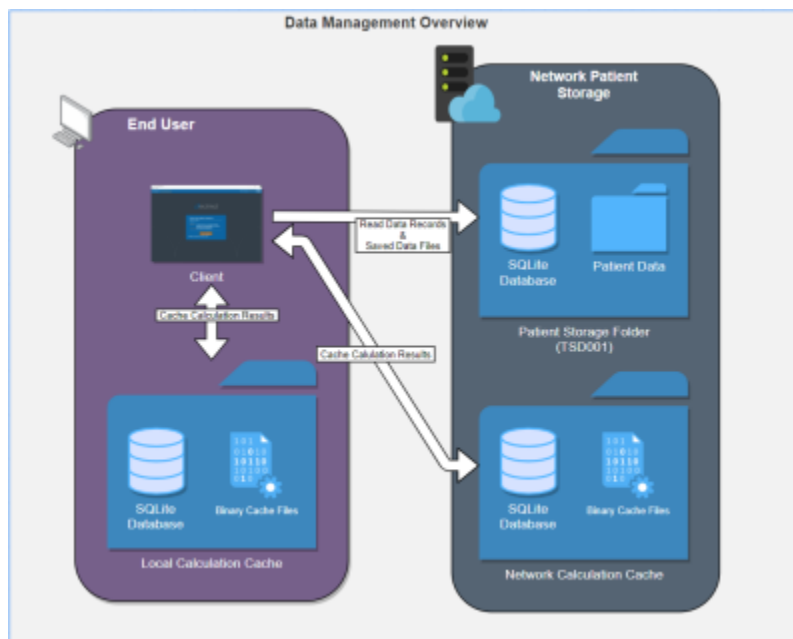 Data Management Overview
Network Patient
Storage
End User
Client
Read Data Records
&
Saved Data Files
SQLite
Database
Patient Data
Patient Storage Folder
(TSD001)
Cache Calculation Results
Cache Calulation Results
SQLite
Database
Binary Cache Files
Local Calculation Cache
SQLite
Database
Binary Cache Files
Network Calculation Cache